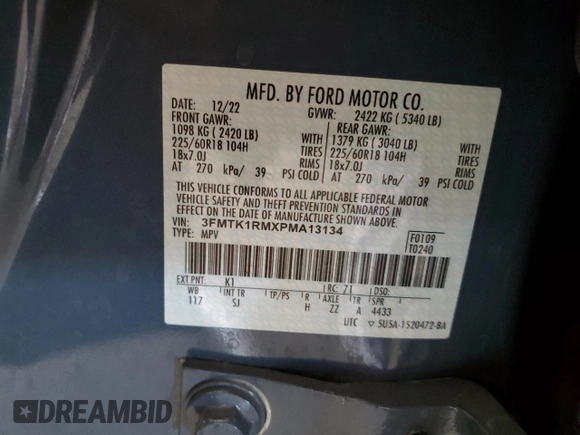 MFD. BY FORD MOTOR CO.
DATE: 12/22 GVWR: 2422 KG ( 5340 LB)
FRONT GAWR: REAR GAWR:
1098 KG ( 2420 LB) WITH 1379 KG ( 3040 LB) WITH
225/60R18 104H TIRES 225/60R18 104H TIRES
18x7.0J RIMS 18x7.0J RIMS
AT 270 kPa/ 39 PSI COLD AT 270 kPa/ 39 PSI COLD
THIS VEHICLE CONFORMS TO ALL APPLICABLE FEDERAL MOTOR
VEHICLE SAFETY AND THEFT PREVENTION STANDARDS
IN EFFECT ON THE DATE OF MANUFACTURE SHOWN ABOVE.
VIN: 3FMTK1RMXPMA13134 F0109
TYPE: MPV T0240
EXT PNT: K1 RC: 71 DSO:
WB INT TR TP/PS R AXLE TR SPR
117 SJ H ZZ A 4433
UTC ▽ 5U5A-1520472-BA
DREAMBID